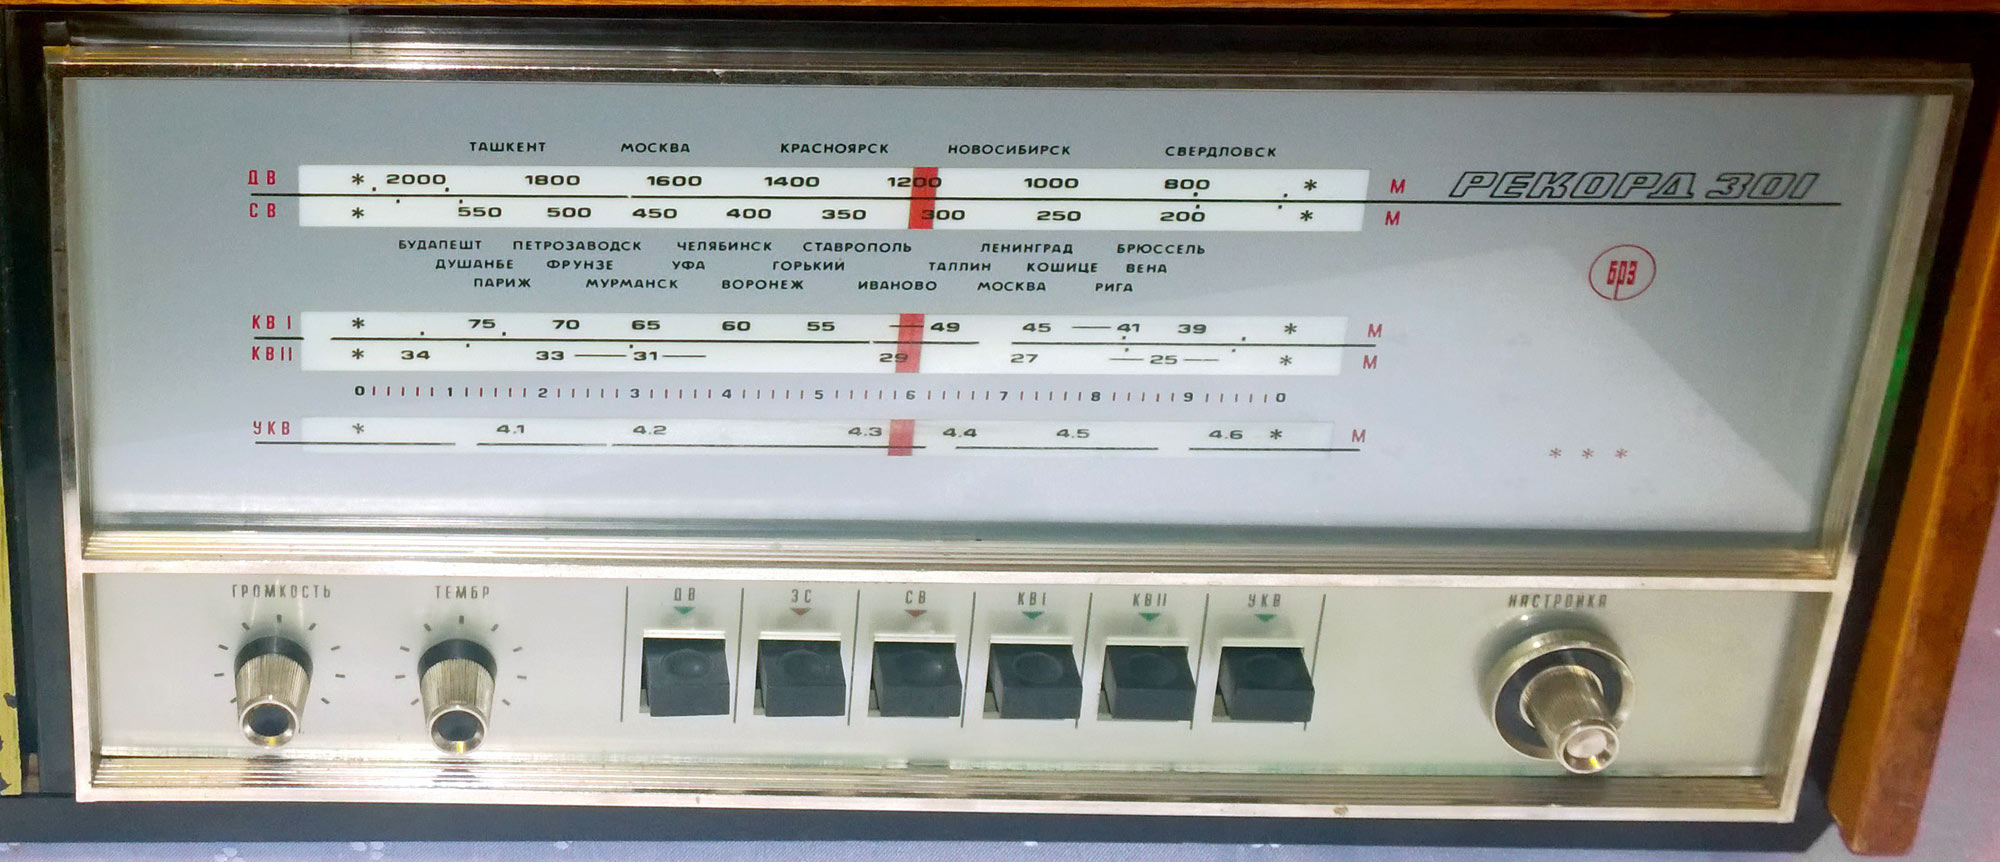 ТАШКЕНТ МОСКВА КРАСНОЯРСК НОВОСИБИРСК СВЕРДЛОВСК
ДВ * 2000 1800 1600 1400 1200 1000 800 * М
РЕКОРД 301
СВ * 550 500 450 400 350 300 250 200 * М
БУДАПЕШТ ПЕТРОЗАВОДСК ЧЕЛЯБИНСК СТАВРОПОЛЬ ЛЕНИНГРАД БРЮССЕЛЬ
ДУШАНБЕ ФРУНЗЕ УФА ГОРЬКИЙ ТАЛЛИН КОШИЦЕ ВЕНА
ПАРИЖ МУРМАНСК ВОРОНЕЖ ИВАНОВО МОСКВА РИГА
БРЗ
КВ I * 75 70 65 60 55 49 45 41 39 * М
КВ II * 34 33 31 29 27 25 * М
0 1 2 3 4 5 6 7 8 9 0
УКВ * 4.1 4.2 4.3 4.4 4.5 4.6 * М
* * *
ГРОМКОСТЬ ТЕМБР ДВ ЗС СВ КВI КВII УКВ НАСТРОЙКА